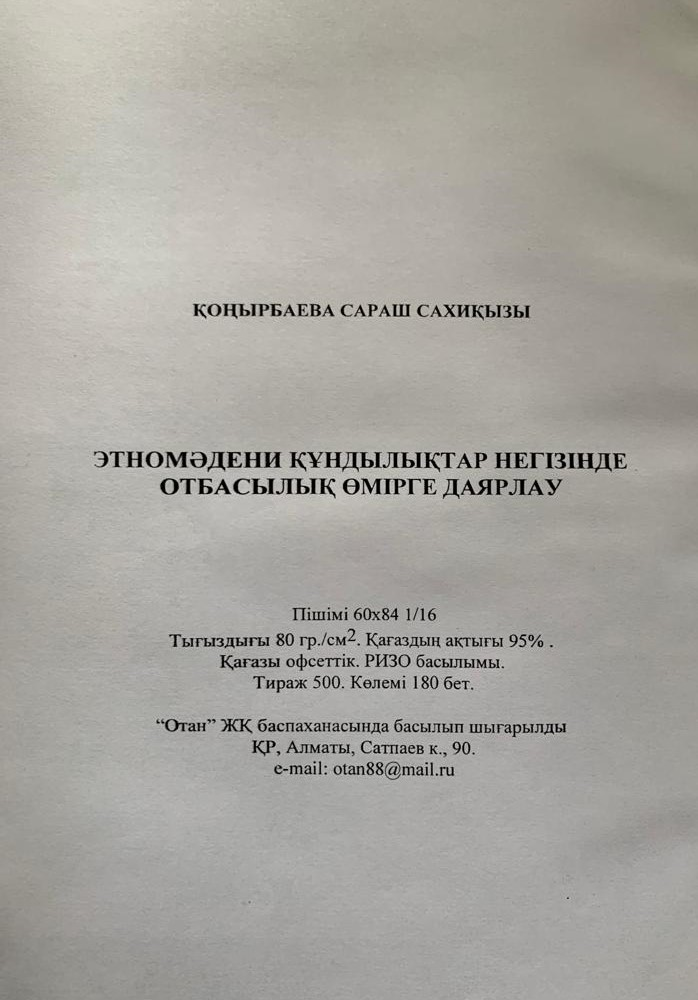 ҚОҢЫРБАЕВА САРАШ САХИҚЫЗЫ
ЭТНОМӘДЕНИ ҚҰНДЫЛЫҚТАР НЕГІЗІНДЕ
ОТБАСЫЛЫҚ ӨМІРГЕ ДАЯРЛАУ
Пішімі 60х84 1/16
Тығыздығы 80 гр./см2. Қағаздың ақтығы 95% .
Қағазы офсеттік. РИЗО басылымы.
Тираж 500. Көлемі 180 бет.
“Отан” ЖҚ баспаханасында басылып шығарылды
ҚР, Алматы, Сатпаев к., 90.
e-mail: otan88@mail.ru